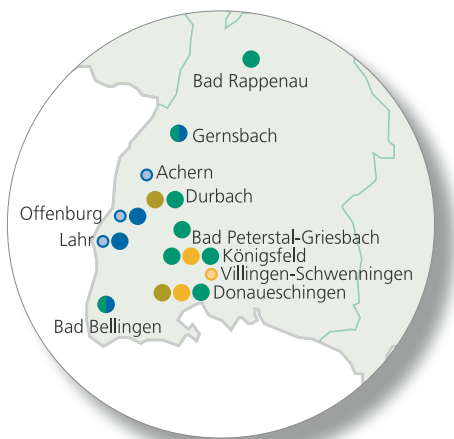 Bad Rappenau
Gernsbach
Achern
Durbach
Offenburg
Lahr
Bad Peterstal-Griesbach
Königsfeld
Villingen-Schwenningen
Donaueschingen
Bad Bellingen